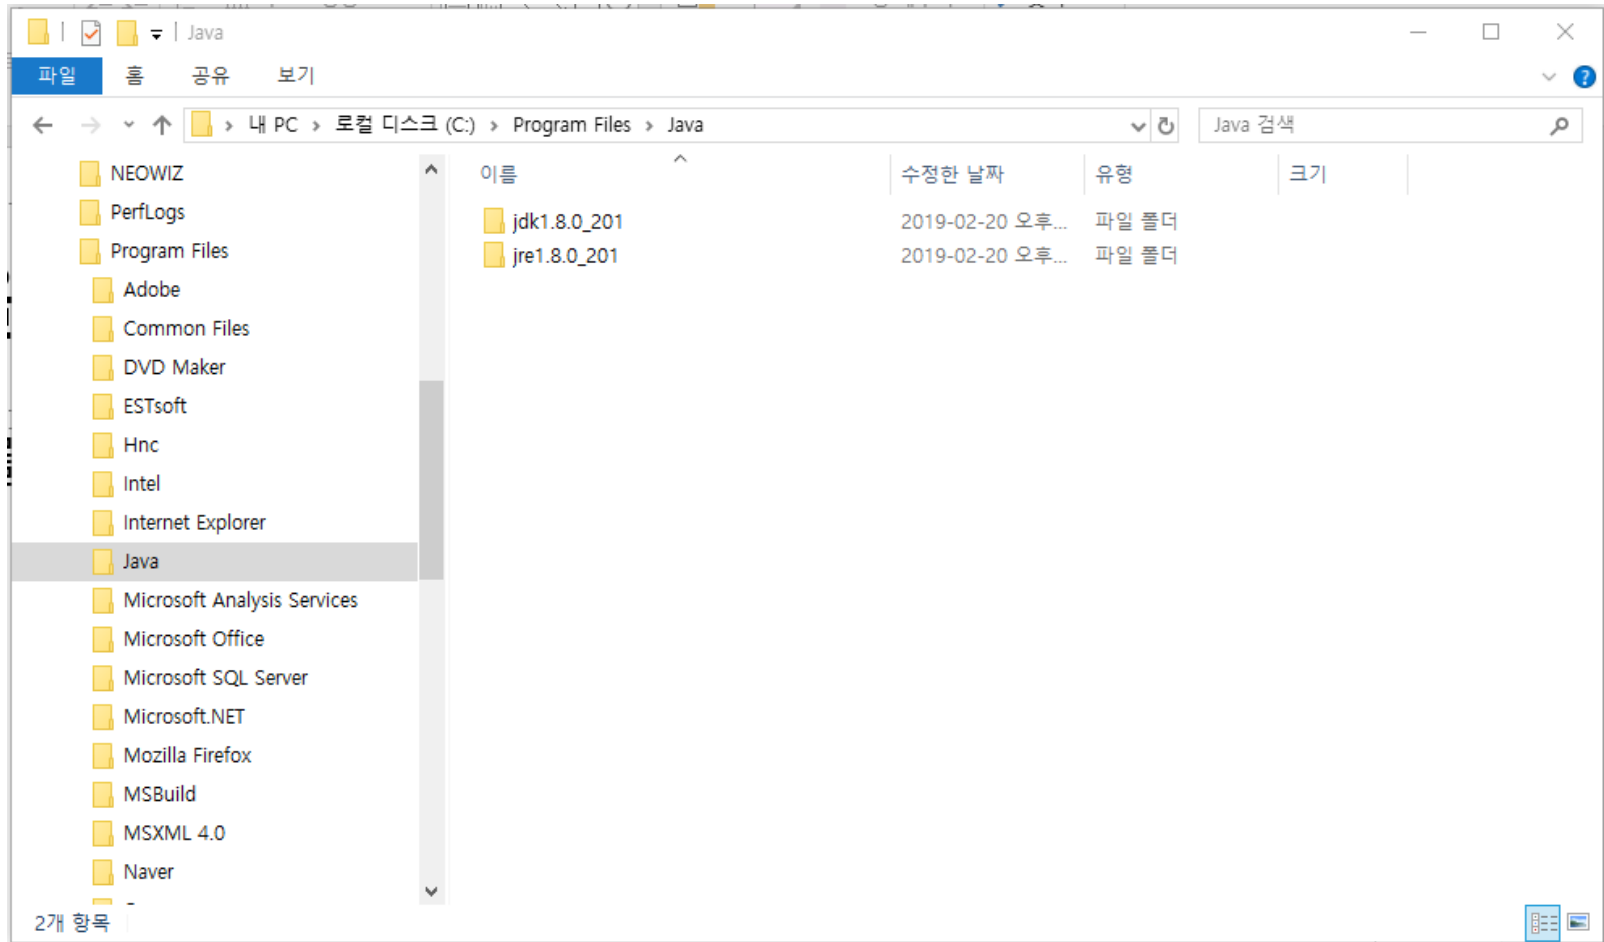 Java
파일 홈 공유 보기
내 PC › 로컬 디스크 (C:) › Program Files › Java
Java 검색
NEOWIZ
PerfLogs
Program Files
Adobe
Common Files
DVD Maker
ESTsoft
Hnc
Intel
Internet Explorer
Java
Microsoft Analysis Services
Microsoft Office
Microsoft SQL Server
Microsoft.NET
Mozilla Firefox
MSBuild
MSXML 4.0
Naver
이름 수정한 날짜 유형 크기
jdk1.8.0_201 2019-02-20 오후... 파일 폴더
jre1.8.0_201 2019-02-20 오후... 파일 폴더
2개 항목